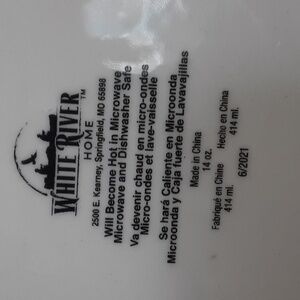 WHITE RIVER™
HOME
2500 E. Kearney, Springfield, MO 65898
Will Become Hot In Microwave
Microwave and Dishwasher Safe
Va devenir chaud en micro-ondes
Micro-ondes et lave-vaisselle
Se hará Caliente en Microonda
Microonda y Caja fuerte de Lavavajillas
Made in China
14 oz.
Fabriqué en Chine Hecho en China
414 ml. 414 ml.
6/2021